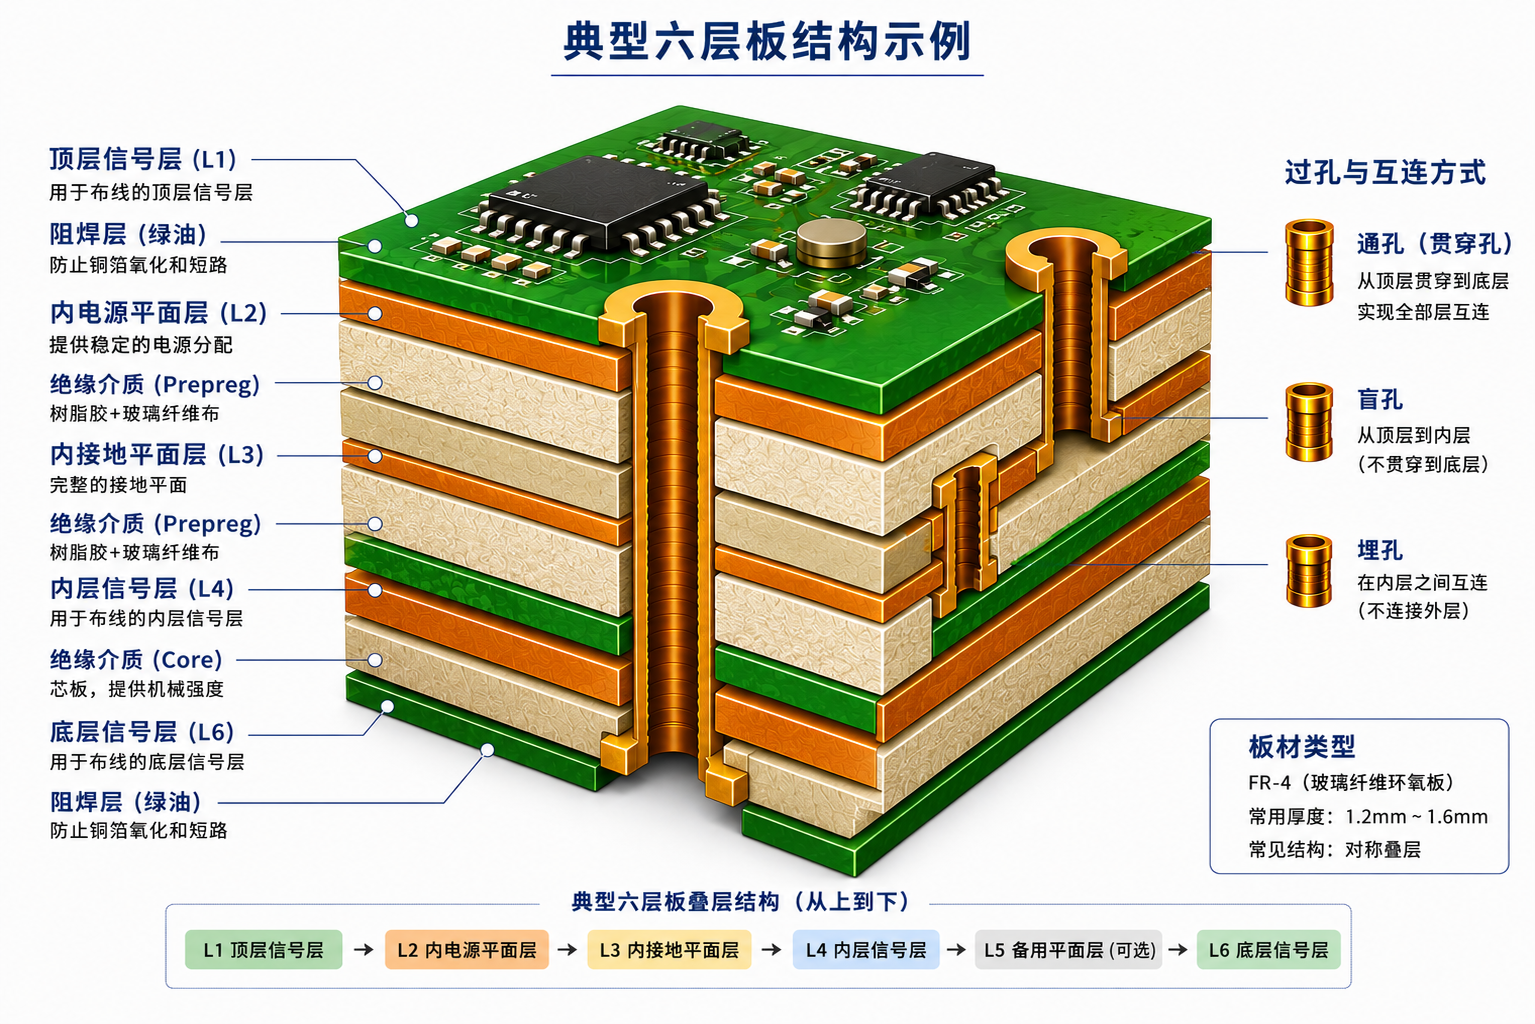 典型六层板结构示例
顶层信号层 (L1)
用于布线的顶层信号层
阻焊层 (绿油)
防止铜箔氧化和短路
内电源平面层 (L2)
提供稳定的电源分配
绝缘介质 (Prepreg)
树脂胶+玻璃纤维布
内接地平面层 (L3)
完整的接地平面
绝缘介质 (Prepreg)
树脂胶+玻璃纤维布
内层信号层 (L4)
用于布线的内层信号层
绝缘介质 (Core)
芯板，提供机械强度
底层信号层 (L6)
用于布线的底层信号层
阻焊层 (绿油)
防止铜箔氧化和短路
过孔与互连方式
通孔（贯穿孔）
从顶层贯穿到底层
实现全部层互连
盲孔
从顶层到内层
（不贯穿到底层）
埋孔
在内层之间互连
（不连接外层）
板材类型
FR-4（玻璃纤维环氧板）
常用厚度：1.2mm ~ 1.6mm
常见结构：对称叠层
典型六层板叠层结构（从上到下）
L1 顶层信号层 → L2 内电源平面层 → L3 内接地平面层 → L4 内层信号层 → L5 备用平面层 (可选) → L6 底层信号层